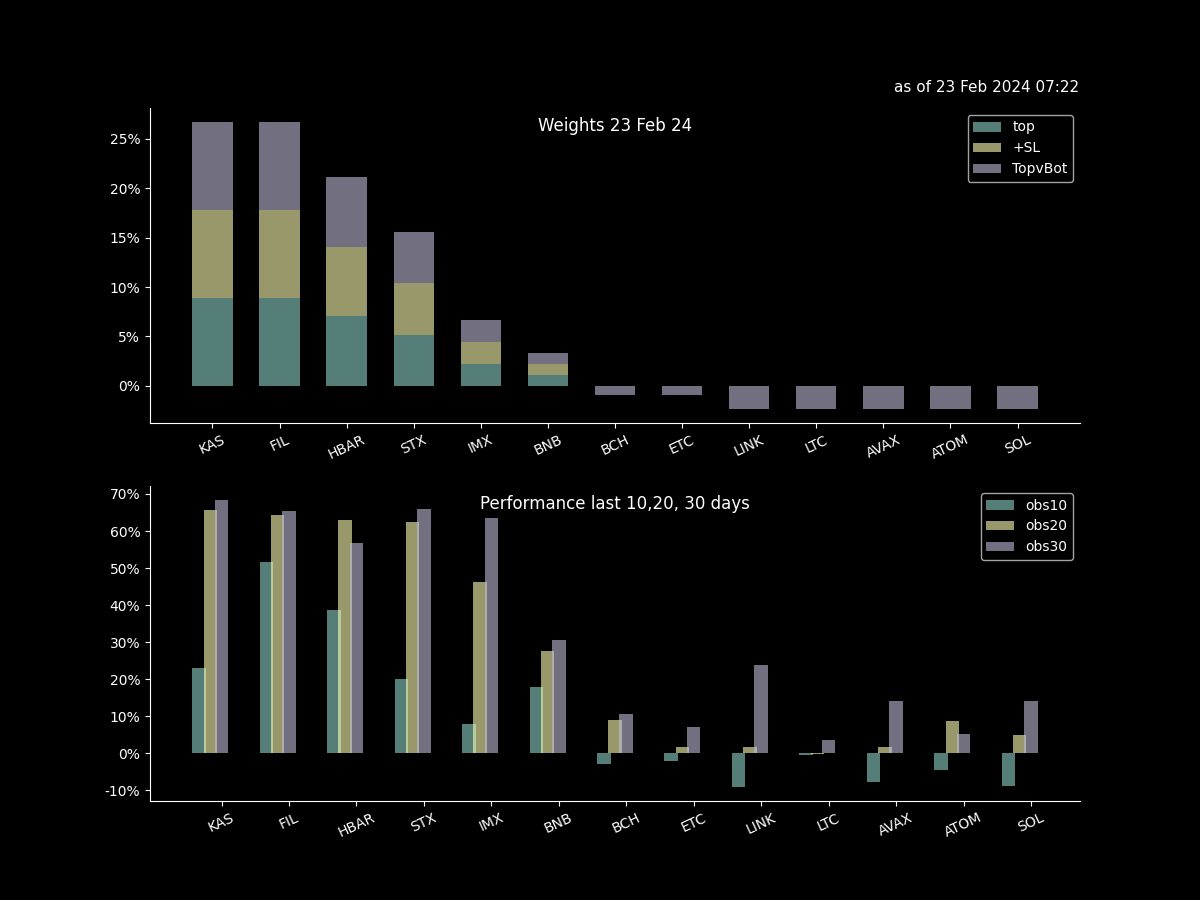 as of 23 Feb 2024 07:22
Weights 23 Feb 24
top
+SL
TopvBot
25%
20%
15%
10%
5%
0%
KAS FIL HBAR STX IMX BNB BCH ETC LINK LTC AVAX ATOM SOL
Performance last 10,20, 30 days
obs10
obs20
obs30
70%
60%
50%
40%
30%
20%
10%
0%
-10%
KAS FIL HBAR STX IMX BNB BCH ETC LINK LTC AVAX ATOM SOL